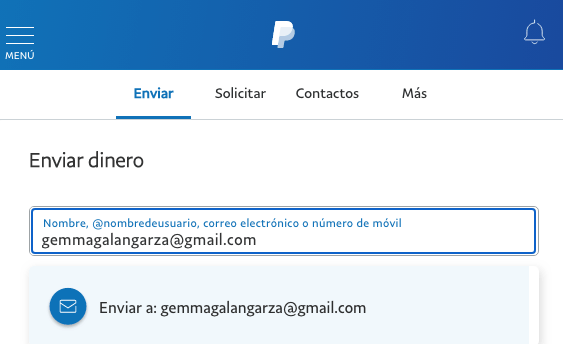 MENÚ
Enviar Solicitar Contactos Más
Enviar dinero
Nombre, @nombredeusuario, correo electrónico o número de móvil
gemmagalangarza@gmail.com
Enviar a: gemmagalangarza@gmail.com